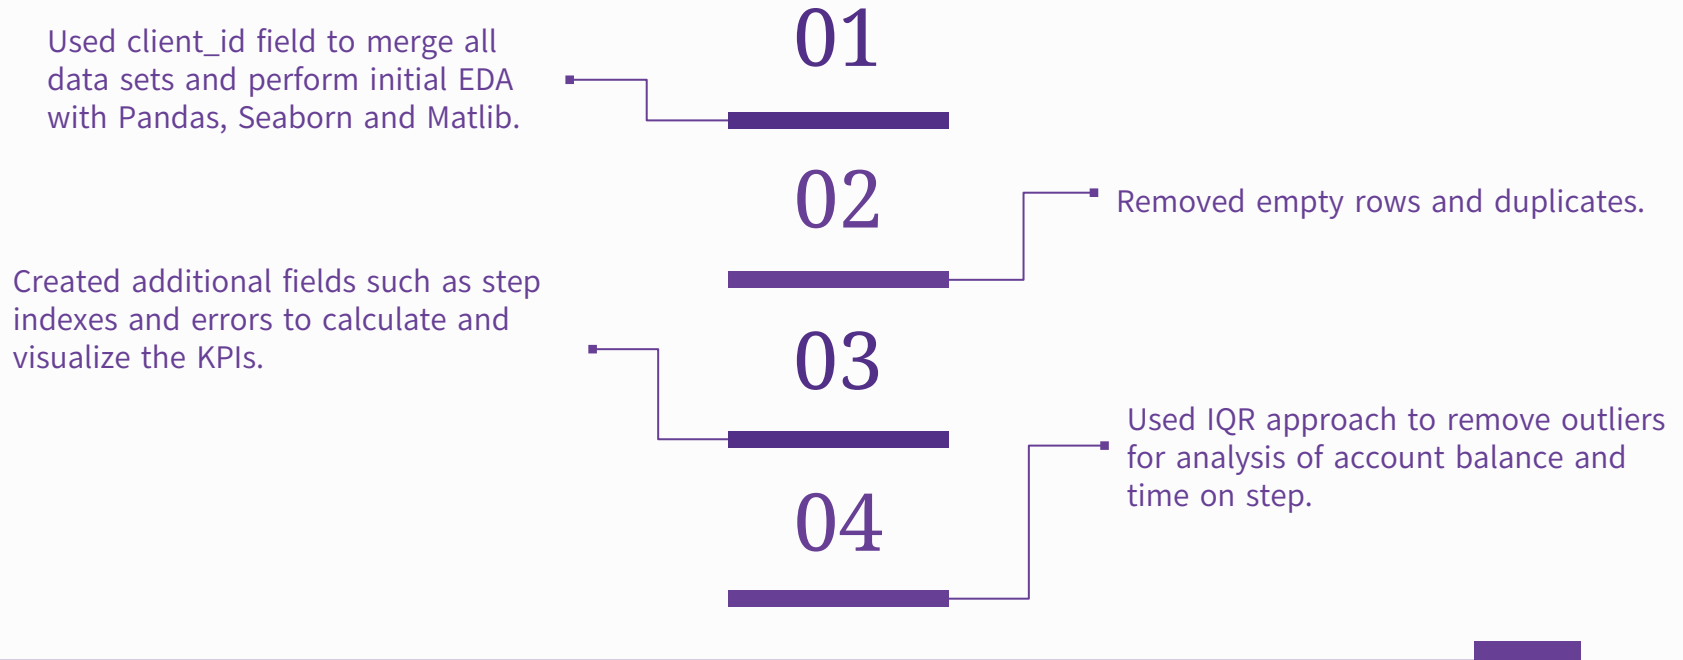 01
Used client_id field to merge all
data sets and perform initial EDA
with Pandas, Seaborn and Matlib.
02
Removed empty rows and duplicates.
03
Created additional fields such as step
indexes and errors to calculate and
visualize the KPIs.
04
Used IQR approach to remove outliers
for analysis of account balance and
time on step.